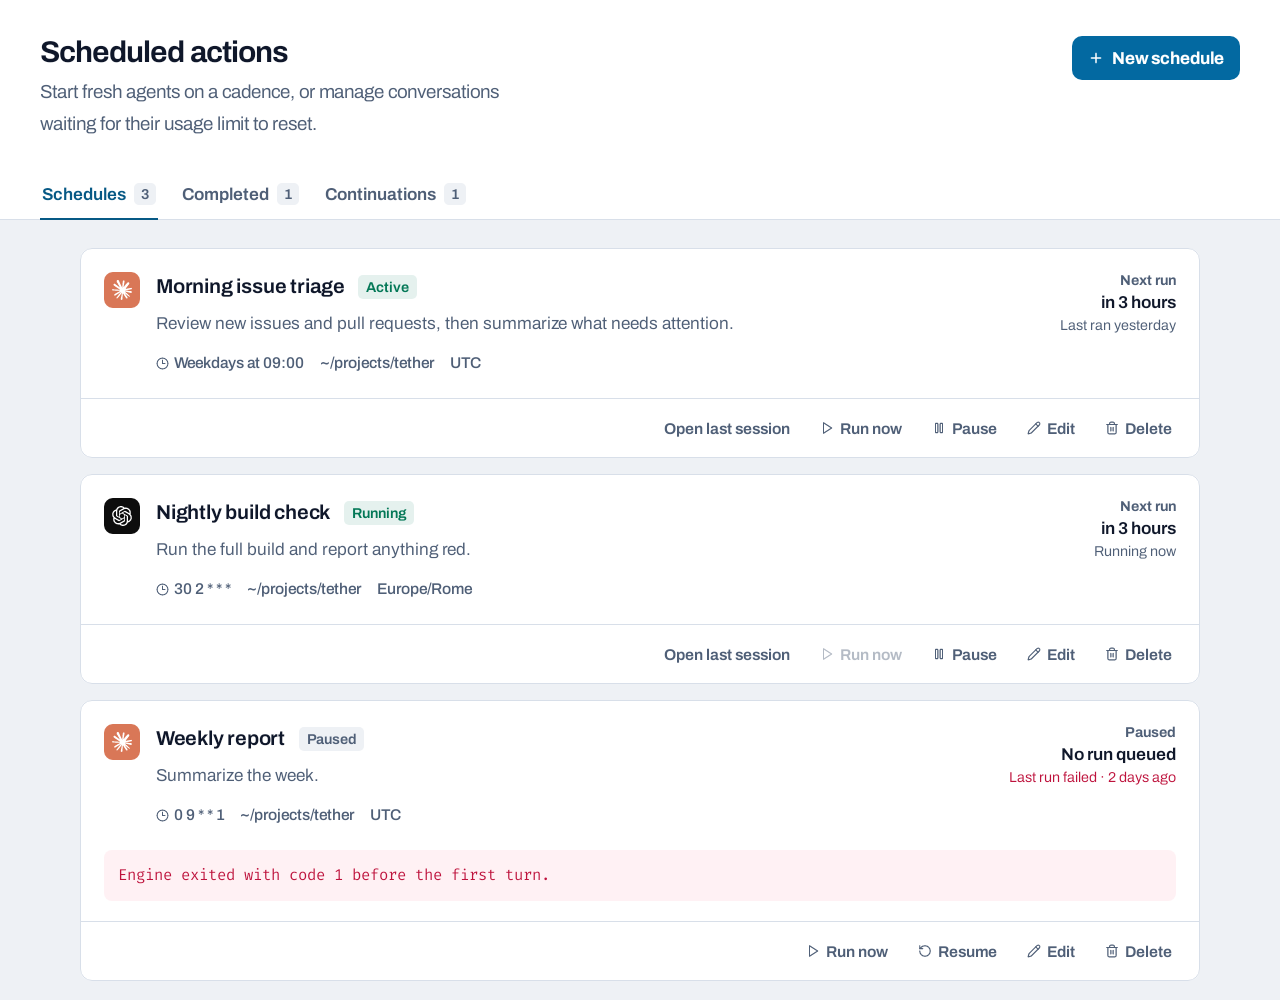 Scheduled actions
New schedule
Start fresh agents on a cadence, or manage conversations
waiting for their usage limit to reset.
Schedules 3 Completed 1 Continuations 1
Morning issue triage Active
Next run
in 3 hours
Last ran yesterday
Review new issues and pull requests, then summarize what needs attention.
Weekdays at 09:00 ~/projects/tether UTC
Open last session Run now Pause Edit Delete
Nightly build check Running
Next run
in 3 hours
Running now
Run the full build and report anything red.
30 2 * * * ~/projects/tether Europe/Rome
Open last session Run now Pause Edit Delete
Weekly report Paused
Paused
No run queued
Last run failed · 2 days ago
Summarize the week.
0 9 * * 1 ~/projects/tether UTC
Engine exited with code 1 before the first turn.
Run now Resume Edit Delete